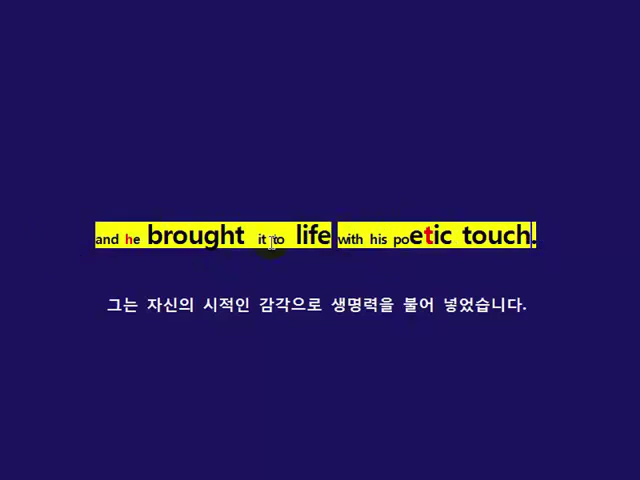 and he brought it to life with his poetic touch.
그는 자신의 시적인 감각으로 생명력을 불어 넣었습니다.